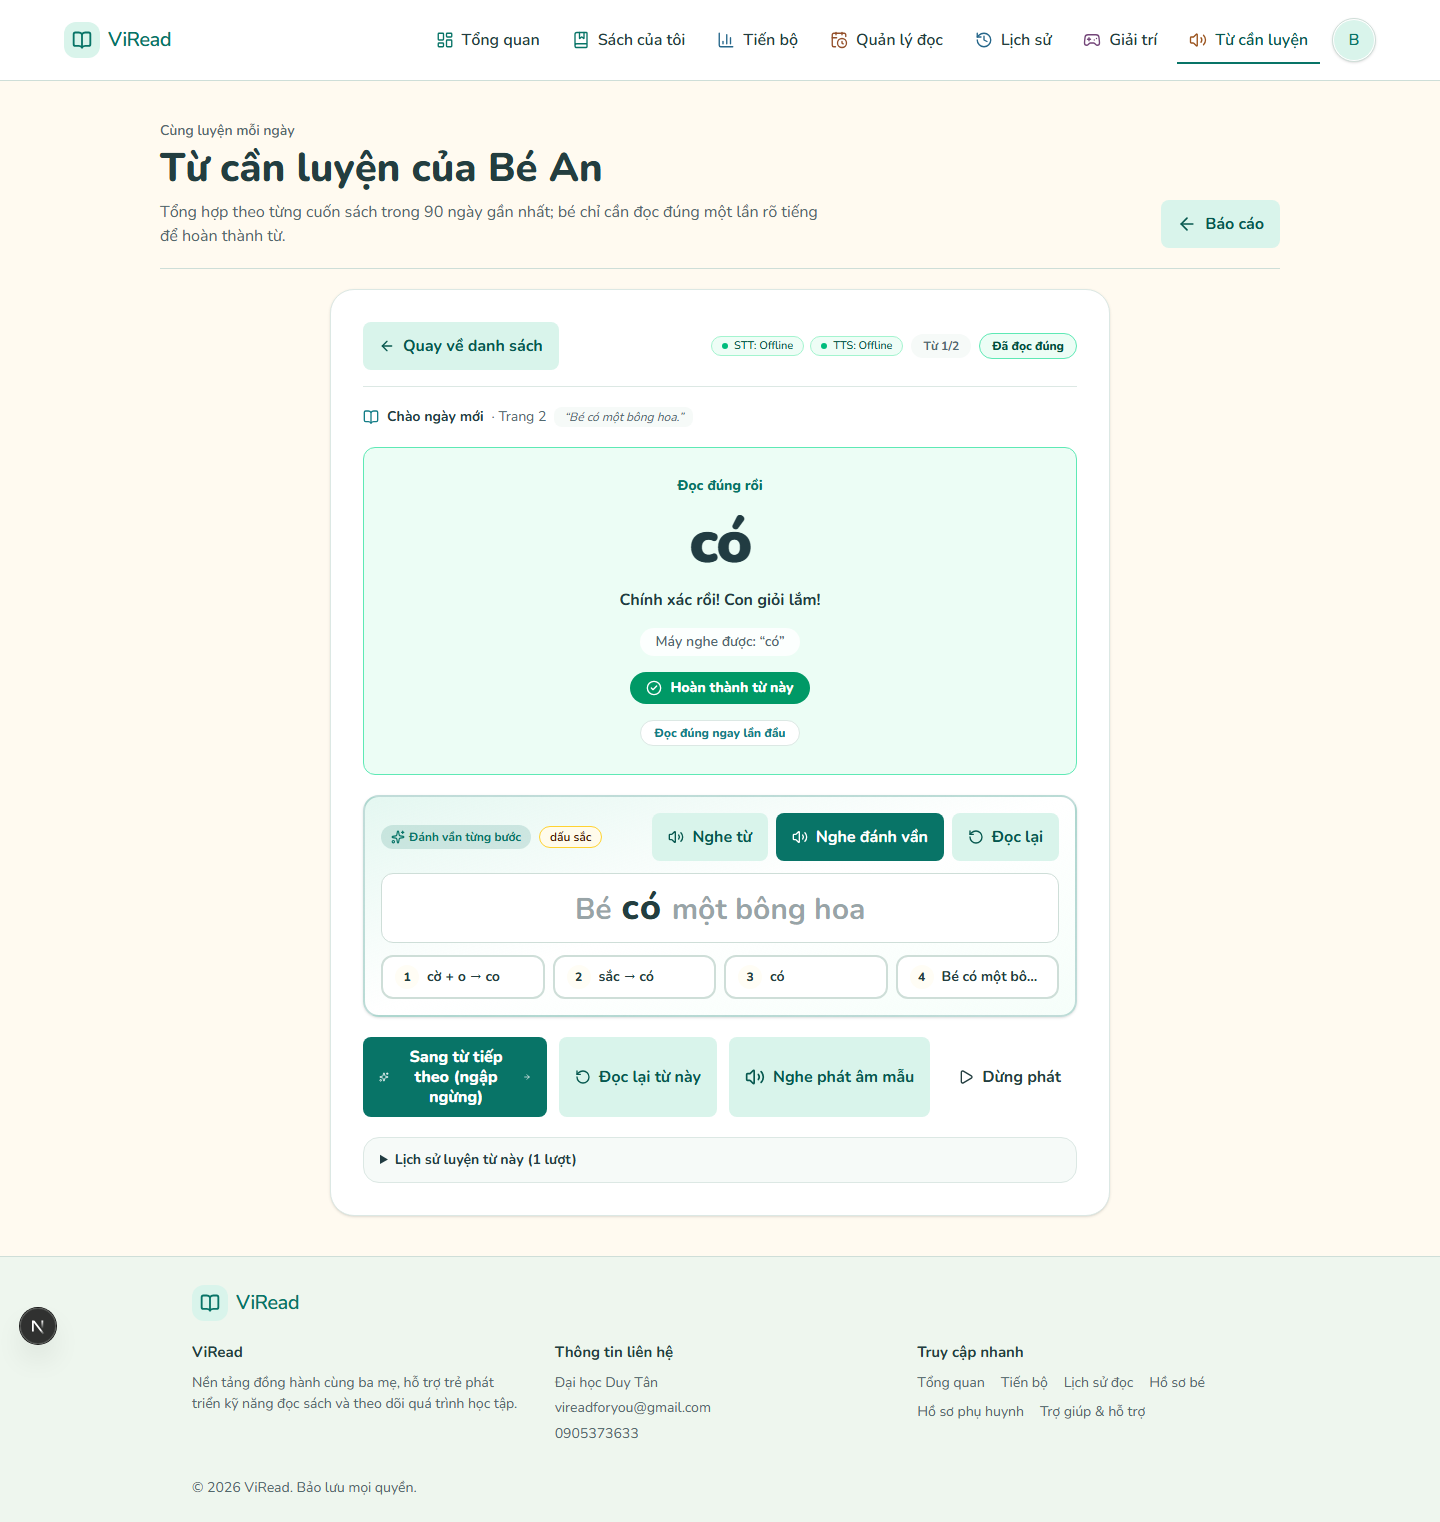 ViRead
Tổng quan
Sách của tôi
Tiến bộ
Quản lý đọc
Lịch sử
Giải trí
Từ cần luyện
B
Cùng luyện mỗi ngày
Từ cần luyện của Bé An
Tổng hợp theo từng cuốn sách trong 90 ngày gần nhất; bé chỉ cần đọc đúng một lần rõ tiếng
để hoàn thành từ.
Báo cáo
Quay về danh sách
STT: Offline
TTS: Offline
Từ 1/2
Đã đọc đúng
Chào ngày mới · Trang 2 “Bé có một bông hoa.”
Đọc đúng rồi
có
Chính xác rồi! Con giỏi lắm!
Máy nghe được: “có”
Hoàn thành từ này
Đọc đúng ngay lần đầu
Đánh vần từng bước
dấu sắc
Nghe từ
Nghe đánh vần
Đọc lại
Bé có một bông hoa
1 cờ + o → co
2 sắc → có
3 có
4 Bé có một bô...
Sang từ tiếp
theo (ngập
ngừng)
Đọc lại từ này
Nghe phát âm mẫu
Dừng phát
Lịch sử luyện từ này (1 lượt)
ViRead
ViRead
Nền tảng đồng hành cùng ba mẹ, hỗ trợ trẻ phát
triển kỹ năng đọc sách và theo dõi quá trình học tập.
Thông tin liên hệ
Đại học Duy Tân
vireadforyou@gmail.com
0905373633
Truy cập nhanh
Tổng quan Tiến bộ Lịch sử đọc Hồ sơ bé
Hồ sơ phụ huynh Trợ giúp & hỗ trợ
© 2026 ViRead. Bảo lưu mọi quyền.
N